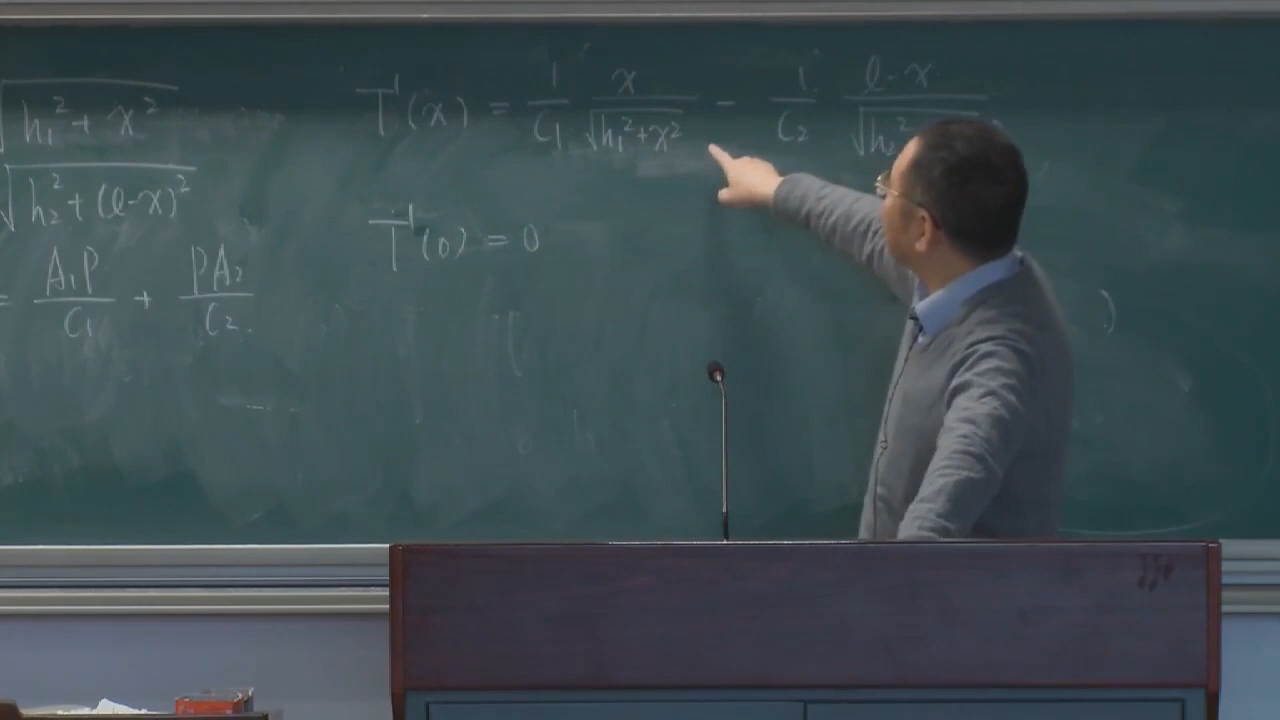 √(h₁² + x²)
√(h₂² + (l-x)²)
= A₁P/C₁ + PA₂/C₂.
T'(x) = 1/C₁ x/√(h₁²+x²) - 1/C₂ l-x/√h₂²
T'(0) = 0
)